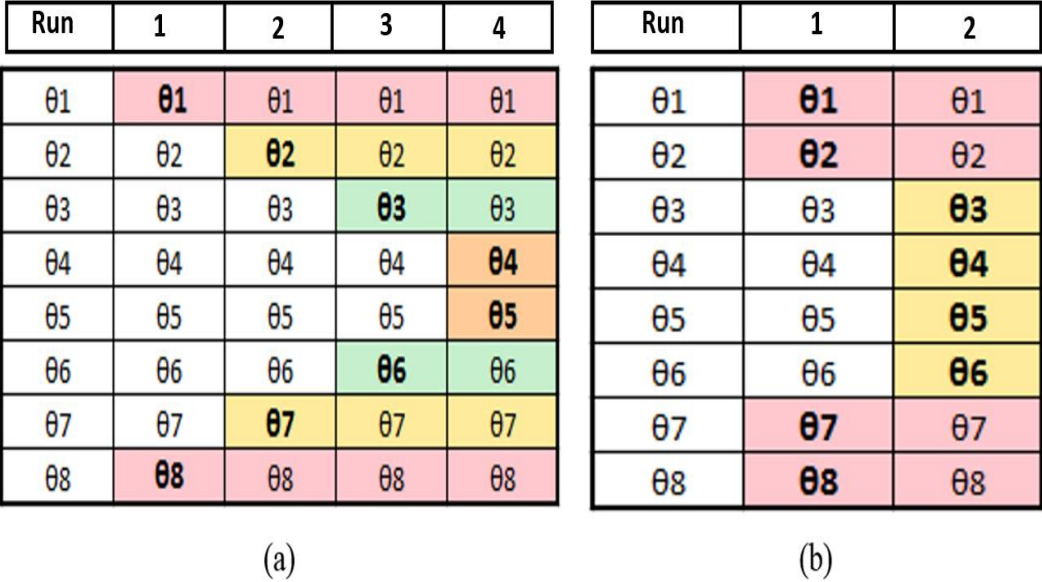 Run 1 2 3 4
θ1 θ1 θ1 θ1 θ1
θ2 θ2 θ2 θ2 θ2
θ3 θ3 θ3 θ3 θ3
θ4 θ4 θ4 θ4 θ4
θ5 θ5 θ5 θ5 θ5
θ6 θ6 θ6 θ6 θ6
θ7 θ7 θ7 θ7 θ7
θ8 θ8 θ8 θ8 θ8
(a)
Run 1 2
θ1 θ1 θ1
θ2 θ2 θ2
θ3 θ3 θ3
θ4 θ4 θ4
θ5 θ5 θ5
θ6 θ6 θ6
θ7 θ7 θ7
θ8 θ8 θ8
(b)